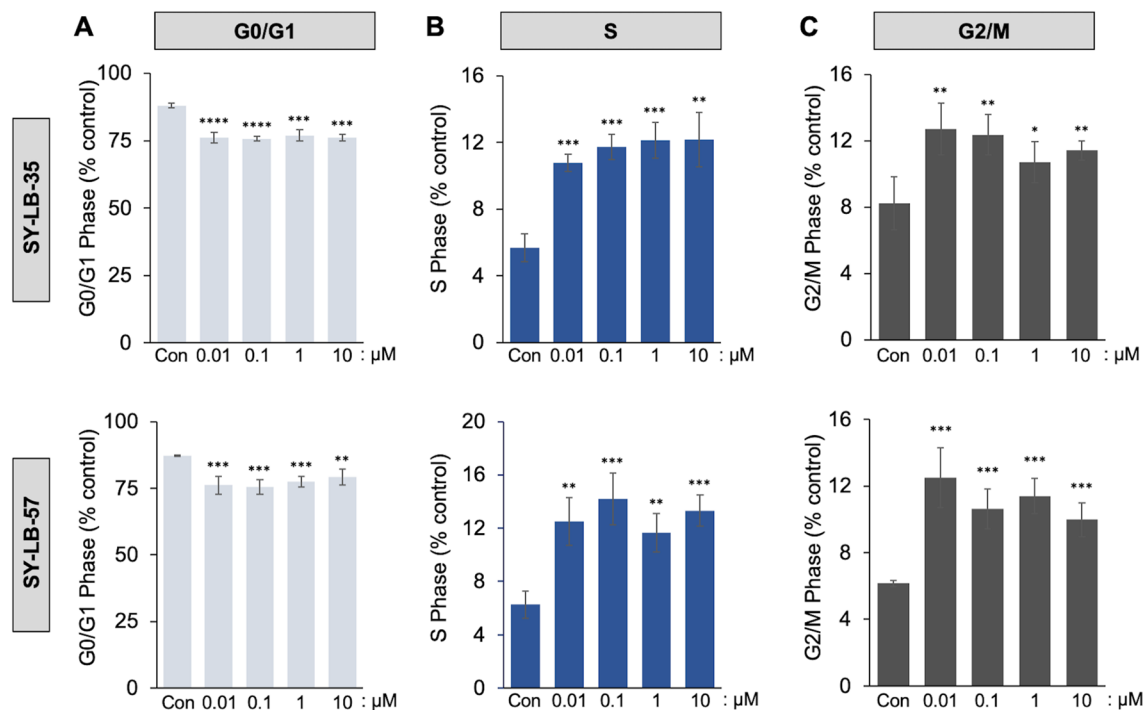 A
G0/G1
B
S
C
G2/M
SY-LB-35
G0/G1 Phase (% control)
100
75
50
25
0
****
****
***
***
Con 0.01 0.1 1 10 : μM
S Phase (% control)
16
12
8
4
0
***
***
***
**
Con 0.01 0.1 1 10 : μM
G2/M Phase (% control)
16
12
8
4
0
**
**
*
**
Con 0.01 0.1 1 10 : μM
SY-LB-57
G0/G1 Phase (% control)
100
75
50
25
0
***
***
***
**
Con 0.01 0.1 1 10 : μM
S Phase (% control)
20
16
12
8
4
0
**
***
**
***
Con 0.01 0.1 1 10 : μM
G2/M Phase (% control)
16
12
8
4
0
***
***
***
***
Con 0.01 0.1 1 10 : μM